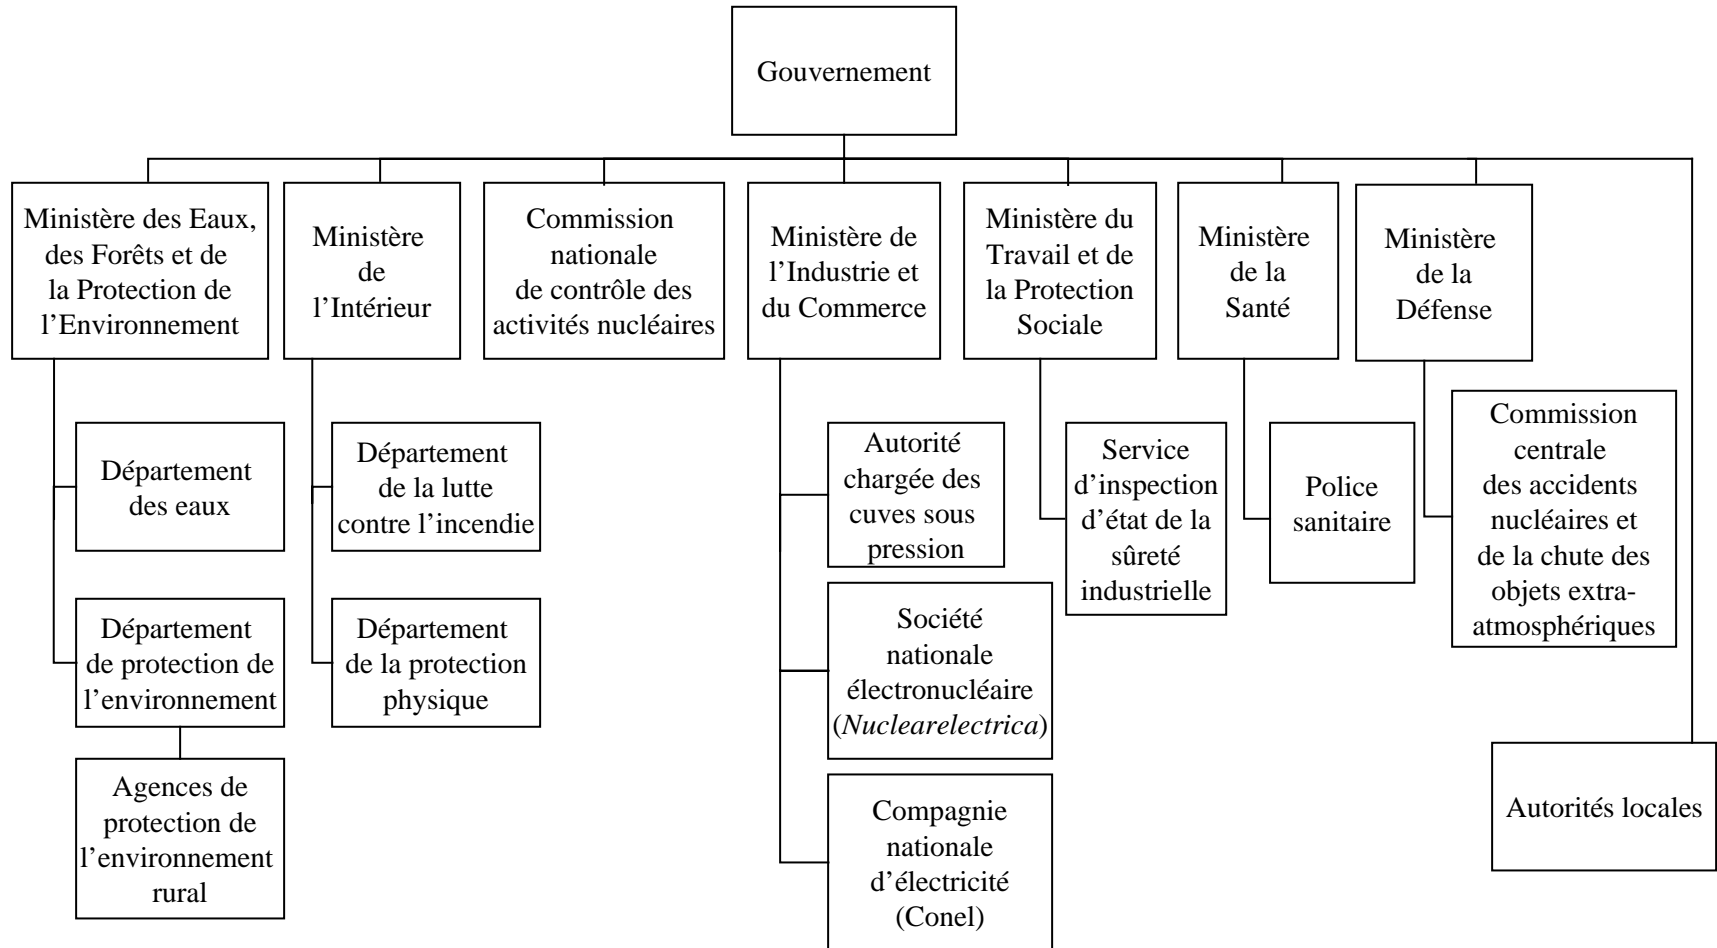 Gouvernement
Ministère des Eaux,
des Forêts et de
la Protection de
l’Environnement
Ministère
de
l’Intérieur
Commission
nationale
de contrôle des
activités nucléaires
Ministère de
l’Industrie et
du Commerce
Ministère du
Travail et de
la Protection
Sociale
Ministère
de la
Santé
Ministère
de la
Défense
Département
des eaux
Département
de la lutte
contre l’incendie
Autorité
chargée des
cuves sous
pression
Service
d’inspection
d’état de la
sûreté
industrielle
Police
sanitaire
Commission
centrale
des accidents
nucléaires et
de la chute des
objets extra-
atmosphériques
Département
de protection de
l’environnement
Département
de la protection
physique
Société
nationale
électronucléaire
(Nuclearelectrica)
Agences de
protection de
l’environnement
rural
Compagnie
nationale
d’électricité
(Conel)
Autorités locales